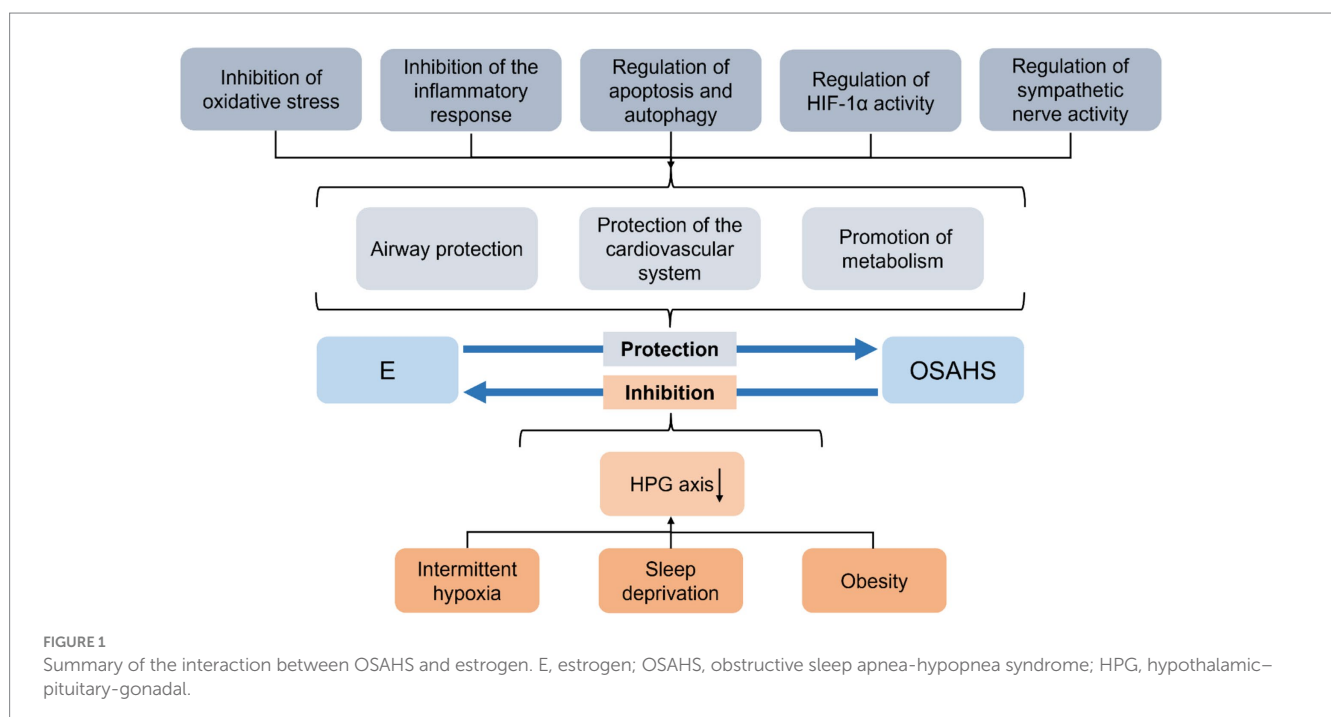 Inhibition of
oxidative stress
Inhibition of the
inflammatory
response
Regulation of
apoptosis and
autophagy
Regulation of
HIF-1α activity
Regulation of
sympathetic
nerve activity
Airway protection
Protection of the
cardiovascular
system
Promotion of
metabolism
E
Protection
OSAHS
Inhibition
HPG axis↓
Intermittent
hypoxia
Sleep
deprivation
Obesity
FIGURE 1
Summary of the interaction between OSAHS and estrogen. E, estrogen; OSAHS, obstructive sleep apnea-hypopnea syndrome; HPG, hypothalamic–
pituitary-gonadal.